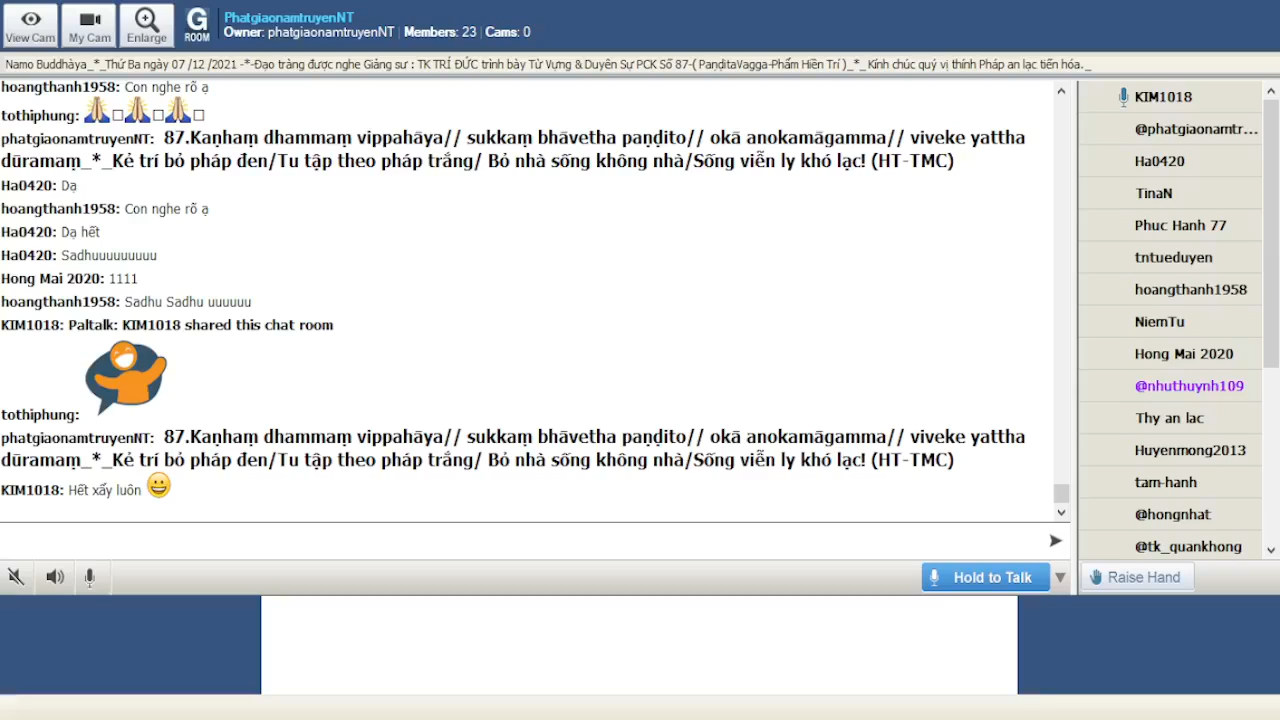 View Cam
My Cam
Enlarge
G
ROOM
PhatgiaonamtruyenNT
Owner: phatgiaonamtruyenNT | Members: 23 | Cams: 0
Namo Buddhàya_*_Thứ Ba ngày 07 /12 /2021 -*-Đạo tràng được nghe Giảng sư : TK TRÍ ĐỨC trình bày Từ Vựng & Duyên Sự PCK Số 87-( PaṇḍitaVagga-Phẩm Hiền Trí )_*_ Kính chúc quý vị thính Pháp an lạc tiến hóa._
hoangthanh1958: Con nghe rõ ạ
tothiphung: 🙏□🙏□🙏□
phatgiaonamtruyenNT: 87.Kaṇhaṃ dhammaṃ vippahāya// sukkaṃ bhāvetha paṇḍito// okā anokamāgamma// viveke yattha
dūramaṃ_*_Kẻ trí bỏ pháp đen/Tu tập theo pháp trắng/ Bỏ nhà sống không nhà/Sống viễn ly khó lạc! (HT-TMC)
Ha0420: Dạ
hoangthanh1958: Con nghe rõ ạ
Ha0420: Dạ hết
Ha0420: Sadhuuuuuuuuu
Hong Mai 2020: 1111
hoangthanh1958: Sadhu Sadhu uuuuuu
KIM1018: Paltalk: KIM1018 shared this chat room
tothiphung:
phatgiaonamtruyenNT: 87.Kaṇhaṃ dhammaṃ vippahāya// sukkaṃ bhāvetha paṇḍito// okā anokamāgamma// viveke yattha
dūramaṃ_*_Kẻ trí bỏ pháp đen/Tu tập theo pháp trắng/ Bỏ nhà sống không nhà/Sống viễn ly khó lạc! (HT-TMC)
KIM1018: Hết xẩy luôn 😀
Hold to Talk
KIM1018
@phatgiaonamtr...
Ha0420
TinaN
Phuc Hanh 77
tntueduyen
hoangthanh1958
NiemTu
Hong Mai 2020
@nhuthuynh109
Thy an lac
Huyenmong2013
tam-hanh
@hongnhat
@tk_quankhong
Raise Hand